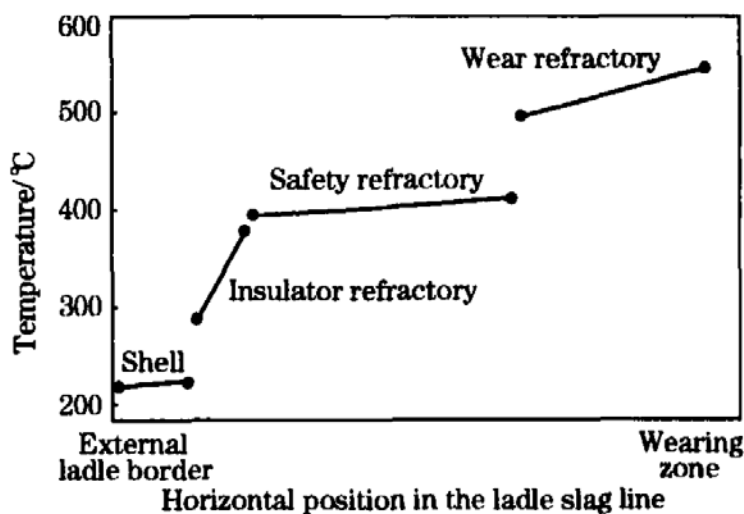 600
500
400
300
200
Temperature/℃
Wear refractory
Safety refractory
Insulator refractory
Shell
External
ladle border
Wearing
zone
Horizontal position in the ladle slag line